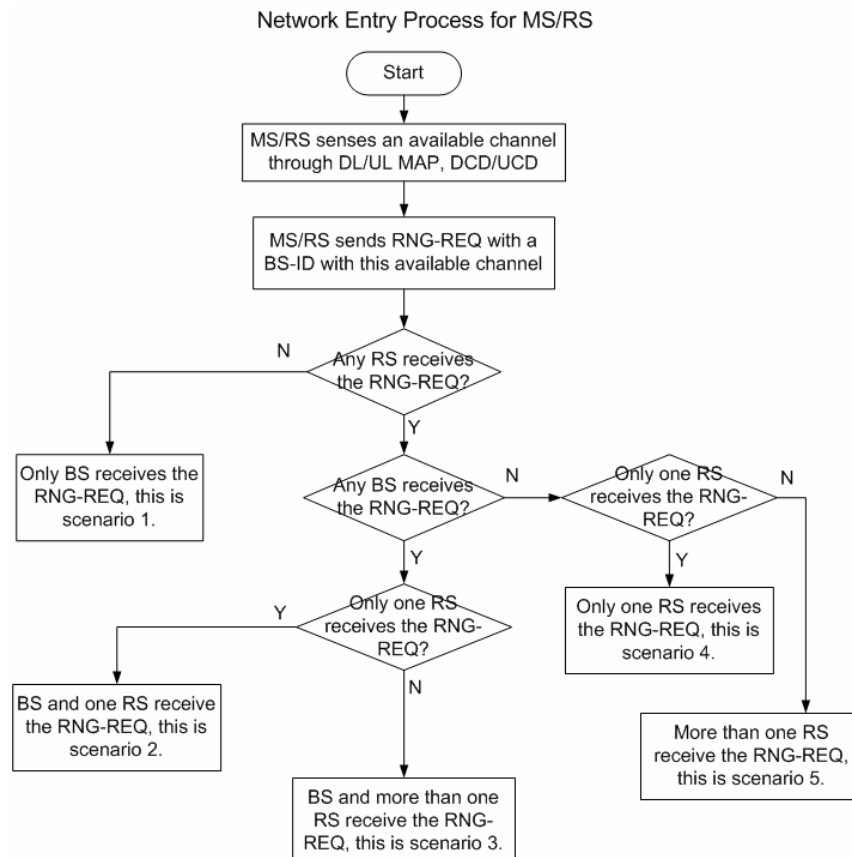 Network Entry Process for MS/RS
Start
MS/RS senses an available channel
through DL/UL MAP, DCD/UCD
MS/RS sends RNG-REQ with a
BS-ID with this available channel
N
Any RS receives
the RNG-REQ?
Y
Only BS receives the
RNG-REQ, this is
scenario 1.
Any BS receives
the RNG-REQ?
N
Only one RS
receives the RNG-
REQ?
N
Y
Y
Y
Only one RS
receives the RNG-
REQ?
Only one RS receives
the RNG-REQ, this is
scenario 4.
BS and one RS receive
the RNG-REQ, this is
scenario 2.
N
More than one RS
receive the RNG-REQ,
this is scenario 5.
BS and more than one
RS receive the RNG-
REQ, this is scenario 3.